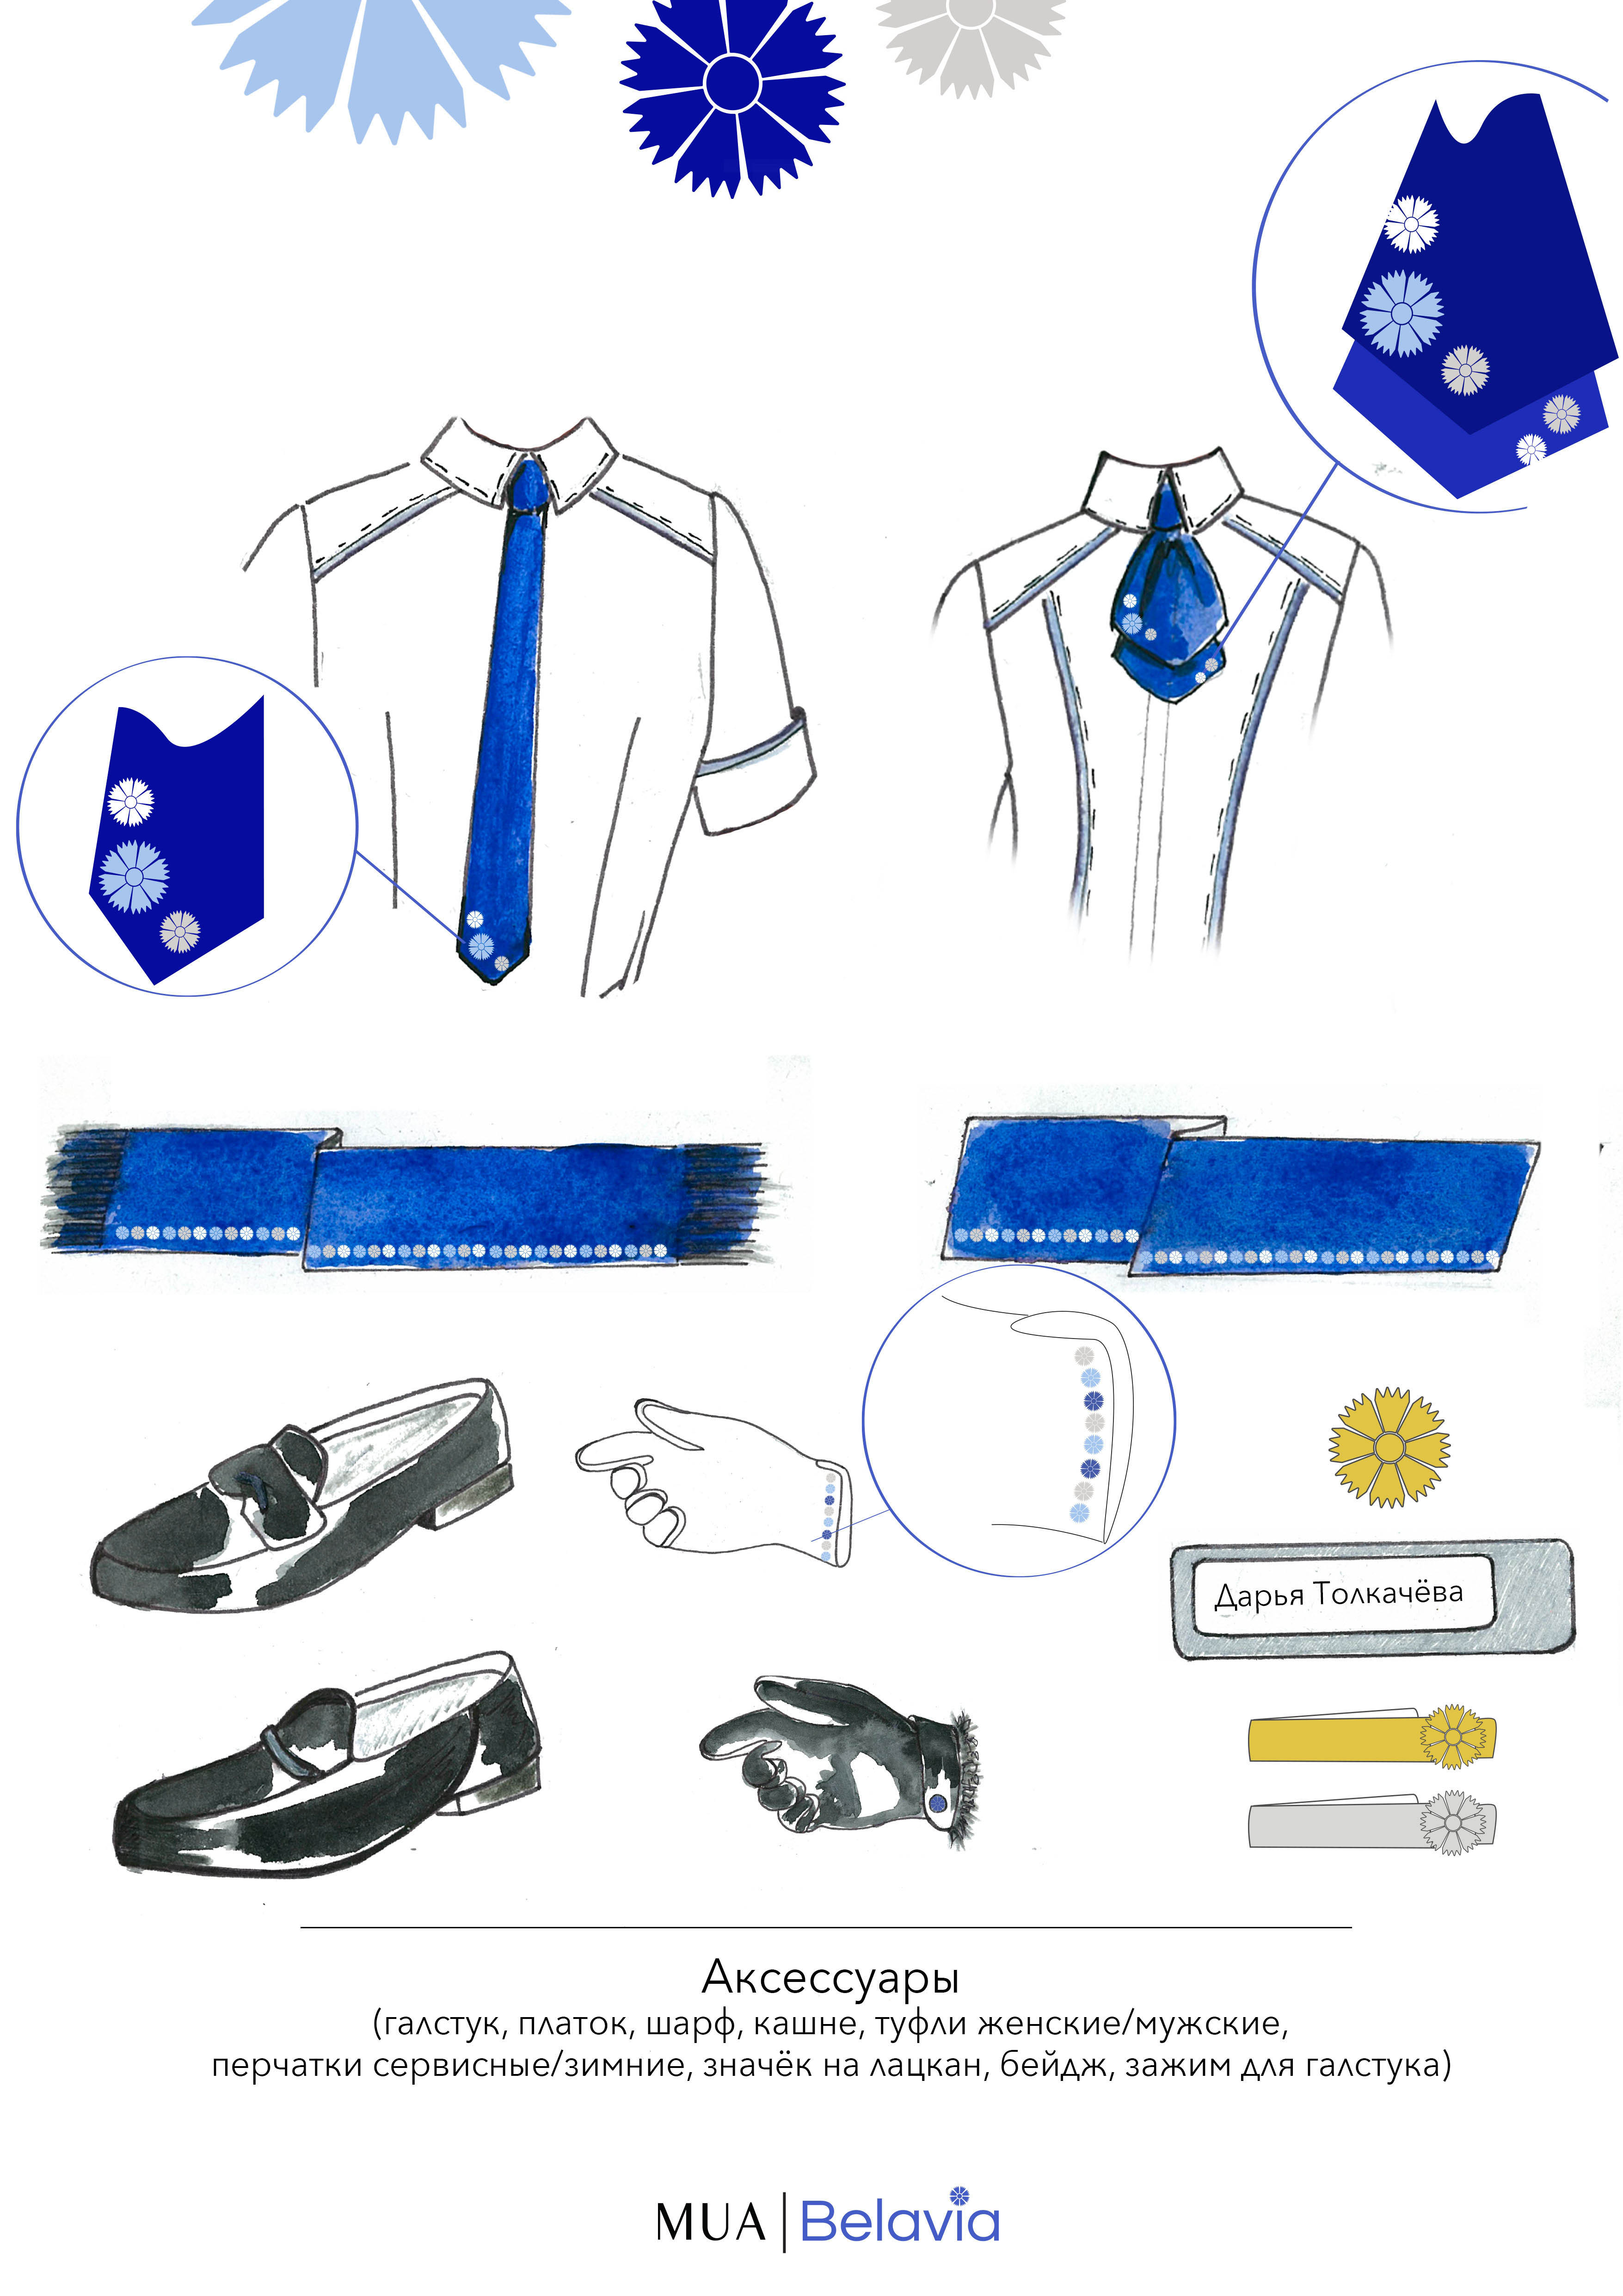 Дарья Толкачёва
Аксессуары
(галстук, платок, шарф, кашне, туфли женские/мужские,
перчатки сервисные/зимние, значёк на лацкан, бейдж, зажим для галстука)
MUA | Belavia